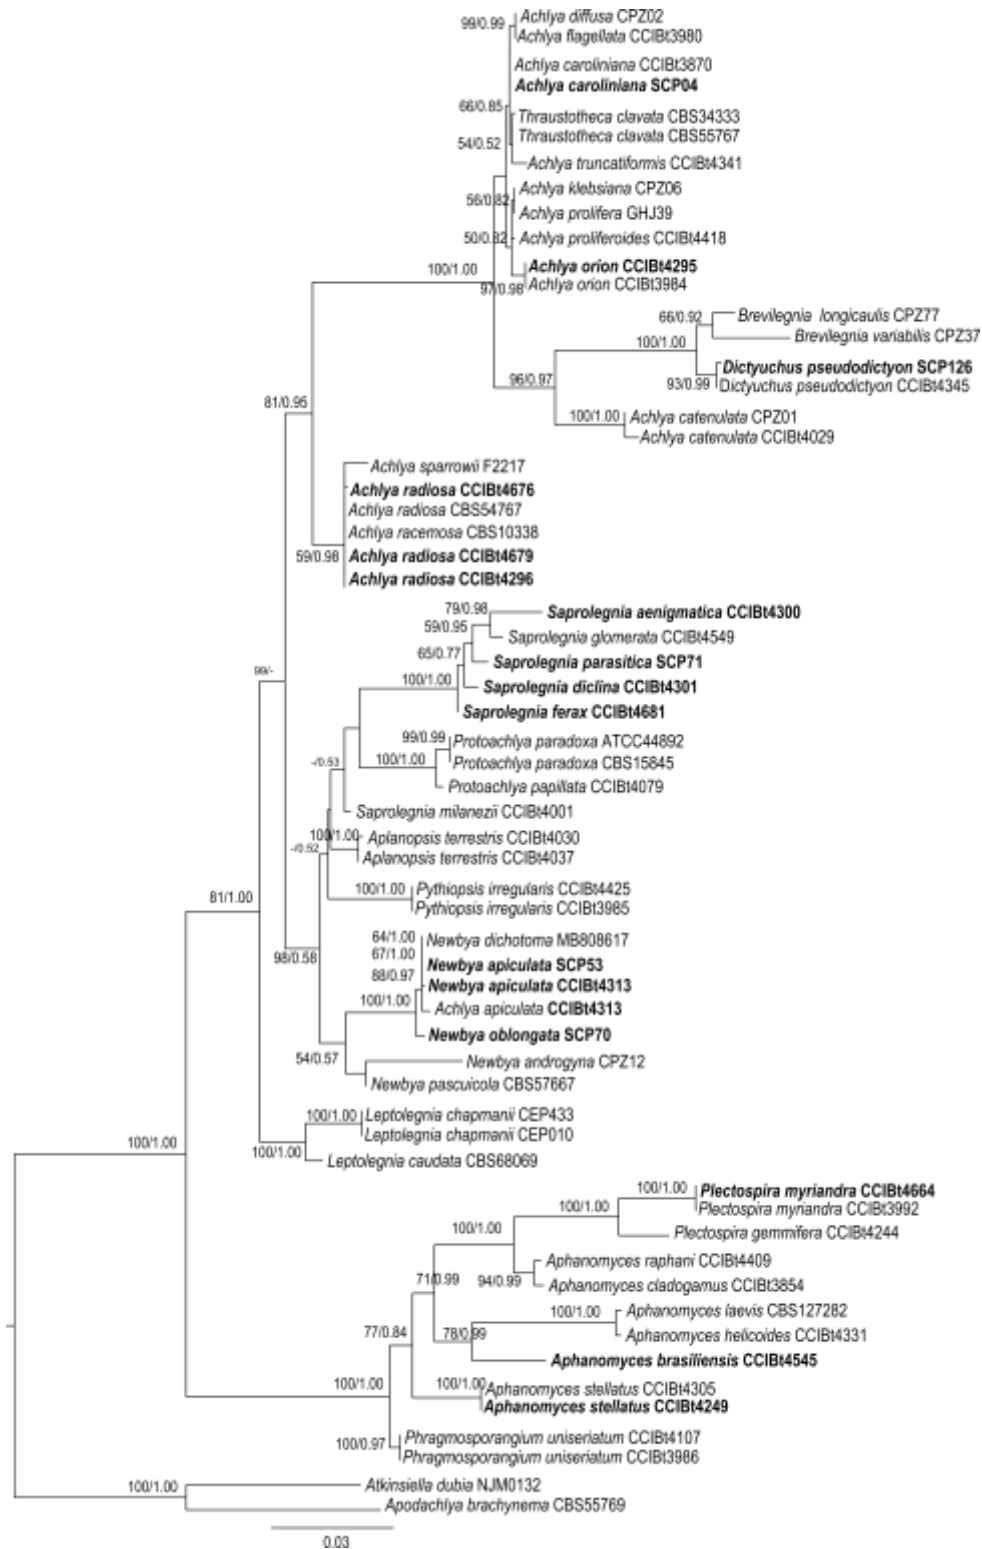 99/0.99
Achlya diffusa CPZ02
Achlya flagellata CCIBt3980
Achlya caroliniana CCIBt3870
Achlya caroliniana SCP04
66/0.85
Thraustotheca clavata CBS34333
Thraustotheca clavata CBS55767
54/0.52
Achlya truncatiformis CCIBt4341
Achlya klebsiana CPZ06
56/0.82
Achlya prolifera GHJ39
50/0.82
Achlya proliferoides CCIBt4418
100/1.00
Achlya orion CCIBt4295
97/0.98
Achlya orion CCIBt3984
66/0.92
Brevilegnia longicaulis CPZ77
Brevilegnia variabilis CPZ37
100/1.00
Dictyuchus pseudodictyon SCP126
96/0.97
93/0.99
Dictyuchus pseudodictyon CCIBt4345
81/0.95
100/1.00
Achlya catenulata CPZ01
Achlya catenulata CCIBt4029
Achlya sparrowii F2217
Achlya radiosa CCIBt4676
Achlya radiosa CBS54767
Achlya racemosa CBS10338
59/0.98
Achlya radiosa CCIBt4679
Achlya radiosa CCIBt4296
79/0.98
Saprolegnia aenigmatica CCIBt4300
59/0.95
Saprolegnia glomerata CCIBt4549
65/0.77
Saprolegnia parasitica SCP71
99/-
100/1.00
Saprolegnia diclina CCIBt4301
Saprolegnia ferax CCIBt4681
99/0.99
Protoachlya paradoxa ATCC44892
100/1.00
Protoachlya paradoxa CBS15845
-/0.53
Protoachlya papillata CCIBt4079
Saprolegnia milanezii CCIBt4001
100/1.00
Aplanopsis terrestris CCIBt4030
-/0.52
Aplanopsis terrestris CCIBt4037
81/1.00
100/1.00
Pythiopsis irregularis CCIBt4425
Pythiopsis irregularis CCIBt3985
64/1.00
Newbya dichotoma MB808617
67/1.00
98/0.58
Newbya apiculata SCP53
88/0.97
Newbya apiculata CCIBt4313
100/1.00
Achlya apiculata CCIBt4313
Newbya oblongata SCP70
54/0.57
Newbya androgyna CPZ12
Newbya pascuicola CBS57667
100/1.00
Leptolegnia chapmanii CEP433
100/1.00
Leptolegnia chapmanii CEP010
100/1.00
Leptolegnia caudata CBS68069
100/1.00
Plectospira myriandra CCIBt4664
100/1.00
Plectospira myriandra CCIBt3992
100/1.00
Plectospira gemmifera CCIBt4244
Aphanomyces raphani CCIBt4409
71/0.99
94/0.99
Aphanomyces cladogamus CCIBt3854
100/1.00
Aphanomyces laevis CBS127282
77/0.84
78/0.99
Aphanomyces helicoides CCIBt4331
Aphanomyces brasiliensis CCIBt4545
100/1.00
100/1.00
Aphanomyces stellatus CCIBt4305
Aphanomyces stellatus CCIBt4249
100/0.97
Phragmosporangium uniseriatum CCIBt4107
Phragmosporangium uniseriatum CCIBt3986
100/1.00
Atkinsiella dubia NJM0132
Apodachlya brachynema CBS55769
0.03